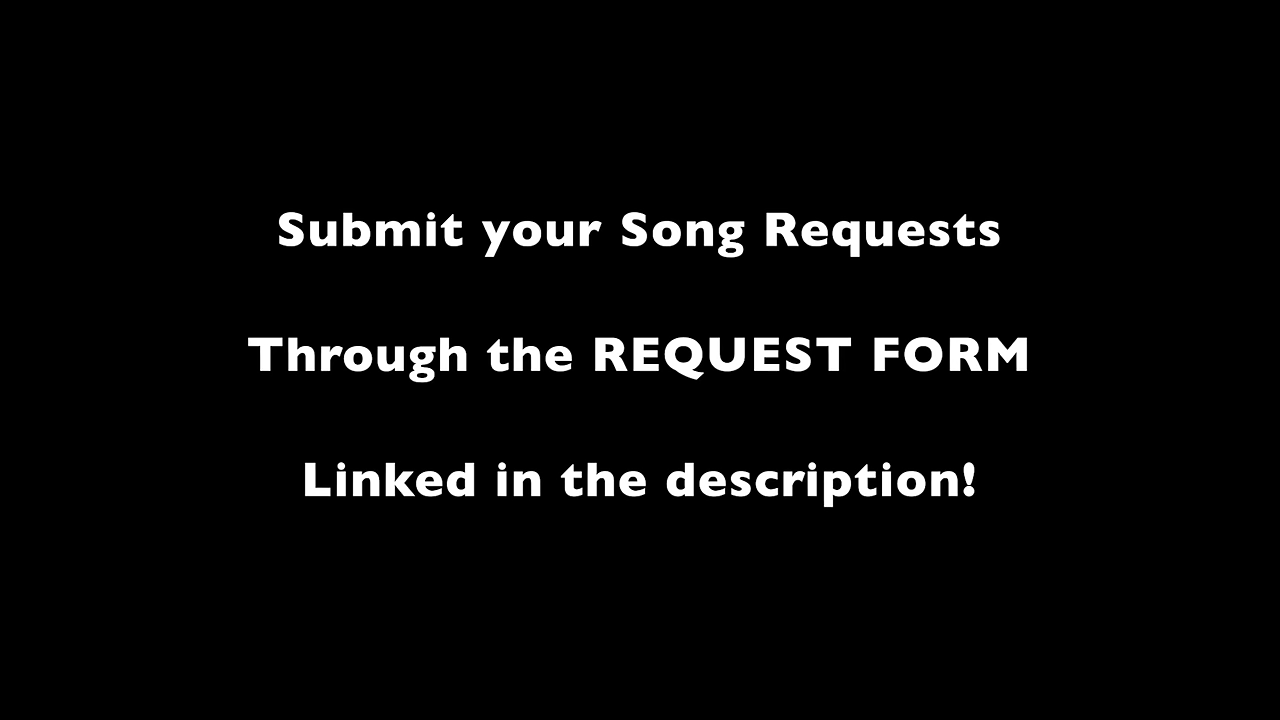 Submit your Song Requests
Through the REQUEST FORM
Linked in the description!